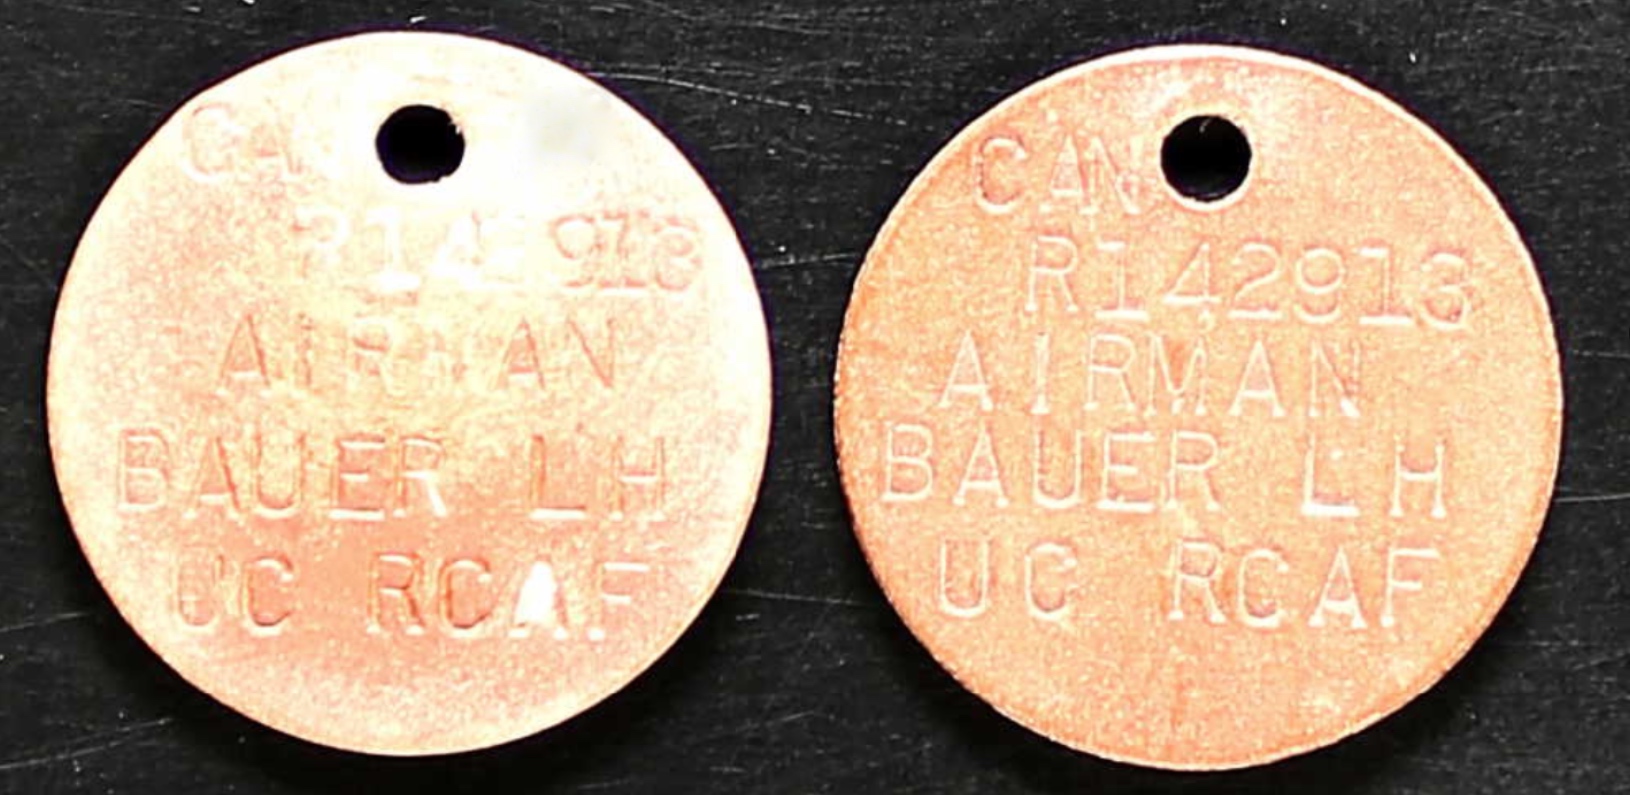 CAN
R142913
AIRMAN
BAUER LH
UC RCAF
CAN
R142913
AIRMAN
BAUER LH
UC RCAF